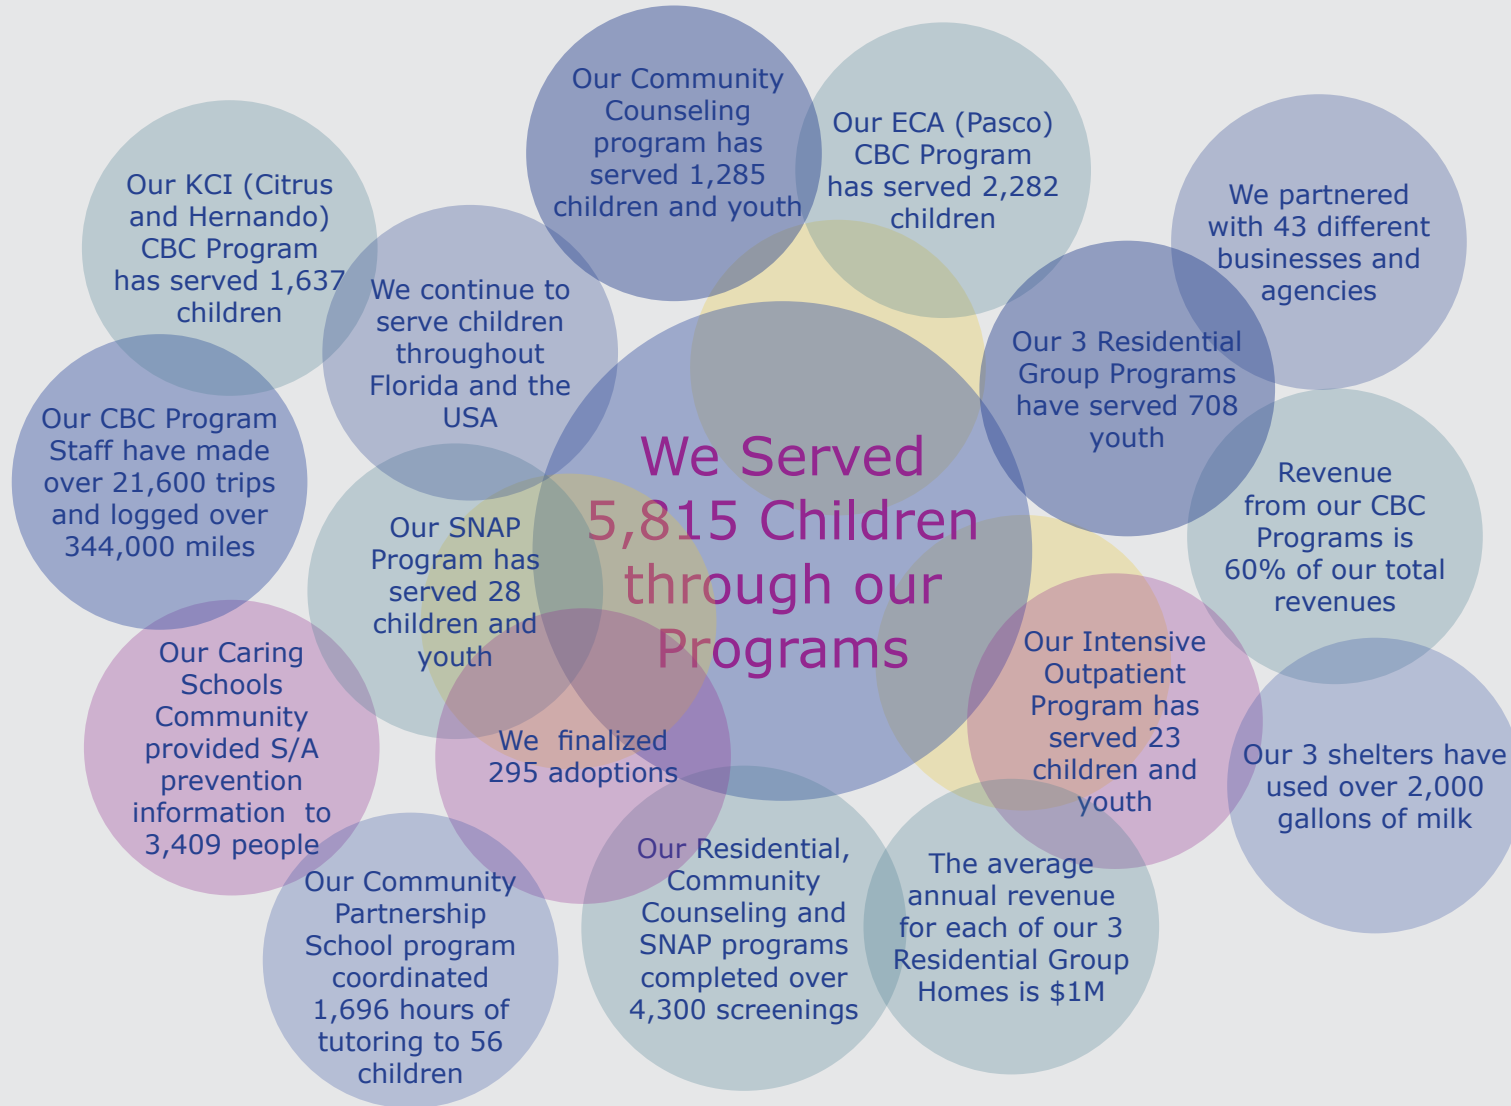 Our Community
Counseling
program has
served 1,285
children and youth
Our ECA (Pasco)
CBC Program
has served 2,282
children
Our KCI (Citrus
and Hernando)
CBC Program
has served 1,637
children
We partnered
with 43 different
businesses and
agencies
We continue to
serve children
throughout
Florida and the
USA
Our 3 Residential
Group Programs
have served 708
youth
Our CBC Program
Staff have made
over 21,600 trips
and logged over
344,000 miles
We Served
5,815 Children
through our
Programs
Revenue
from our CBC
Programs is
60% of our total
revenues
Our SNAP
Program has
served 28
children and
youth
Our Caring
Schools
Community
provided S/A
prevention
information  to
3,409 people
Our Intensive
Outpatient
Program has
served 23
children and
youth
We  finalized
295 adoptions
Our 3 shelters have
used over 2,000
gallons of milk
Our Community
Partnership
School program
coordinated
1,696 hours of
tutoring to 56
children
Our Residential,
Community
Counseling and
SNAP programs
completed over
4,300 screenings
The average
annual revenue
for each of our 3
Residential Group
Homes is $1M